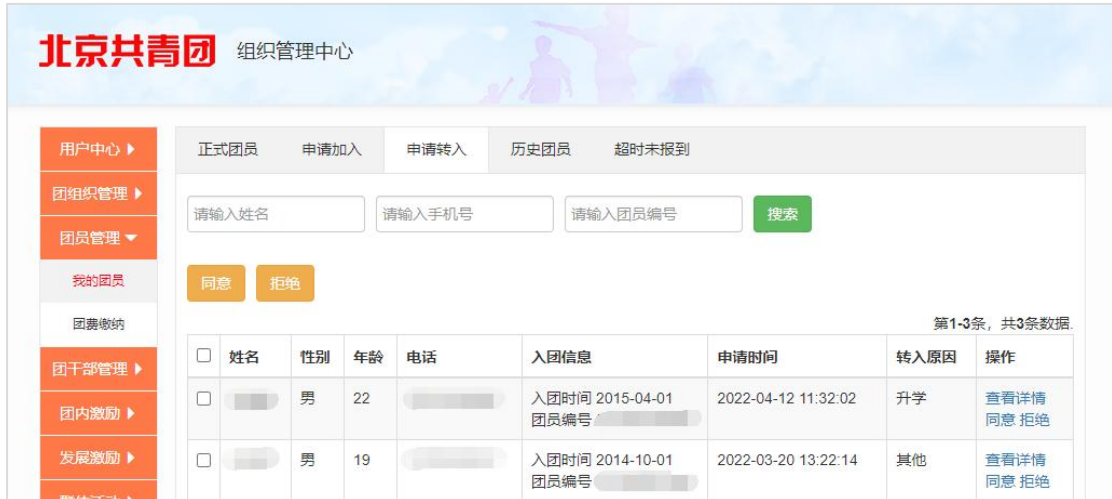 北京共青团 组织管理中心
用户中心
团组织管理
团员管理
我的团员
团费缴纳
团干部管理
团内激励
发展激励
正式团员 申请加入 申请转入 历史团员 超时未报到
请输入姓名 请输入手机号 请输入团员编号 搜索
同意 拒绝
第1-3条，共3条数据.
姓名 性别 年龄 电话 入团信息 申请时间 转入原因 操作
男 22 入团时间 2015-04-01 2022-04-12 11:32:02 升学 查看详情
团员编号 同意 拒绝
男 19 入团时间 2014-10-01 2022-03-20 13:22:14 其他 查看详情
团员编号 同意 拒绝